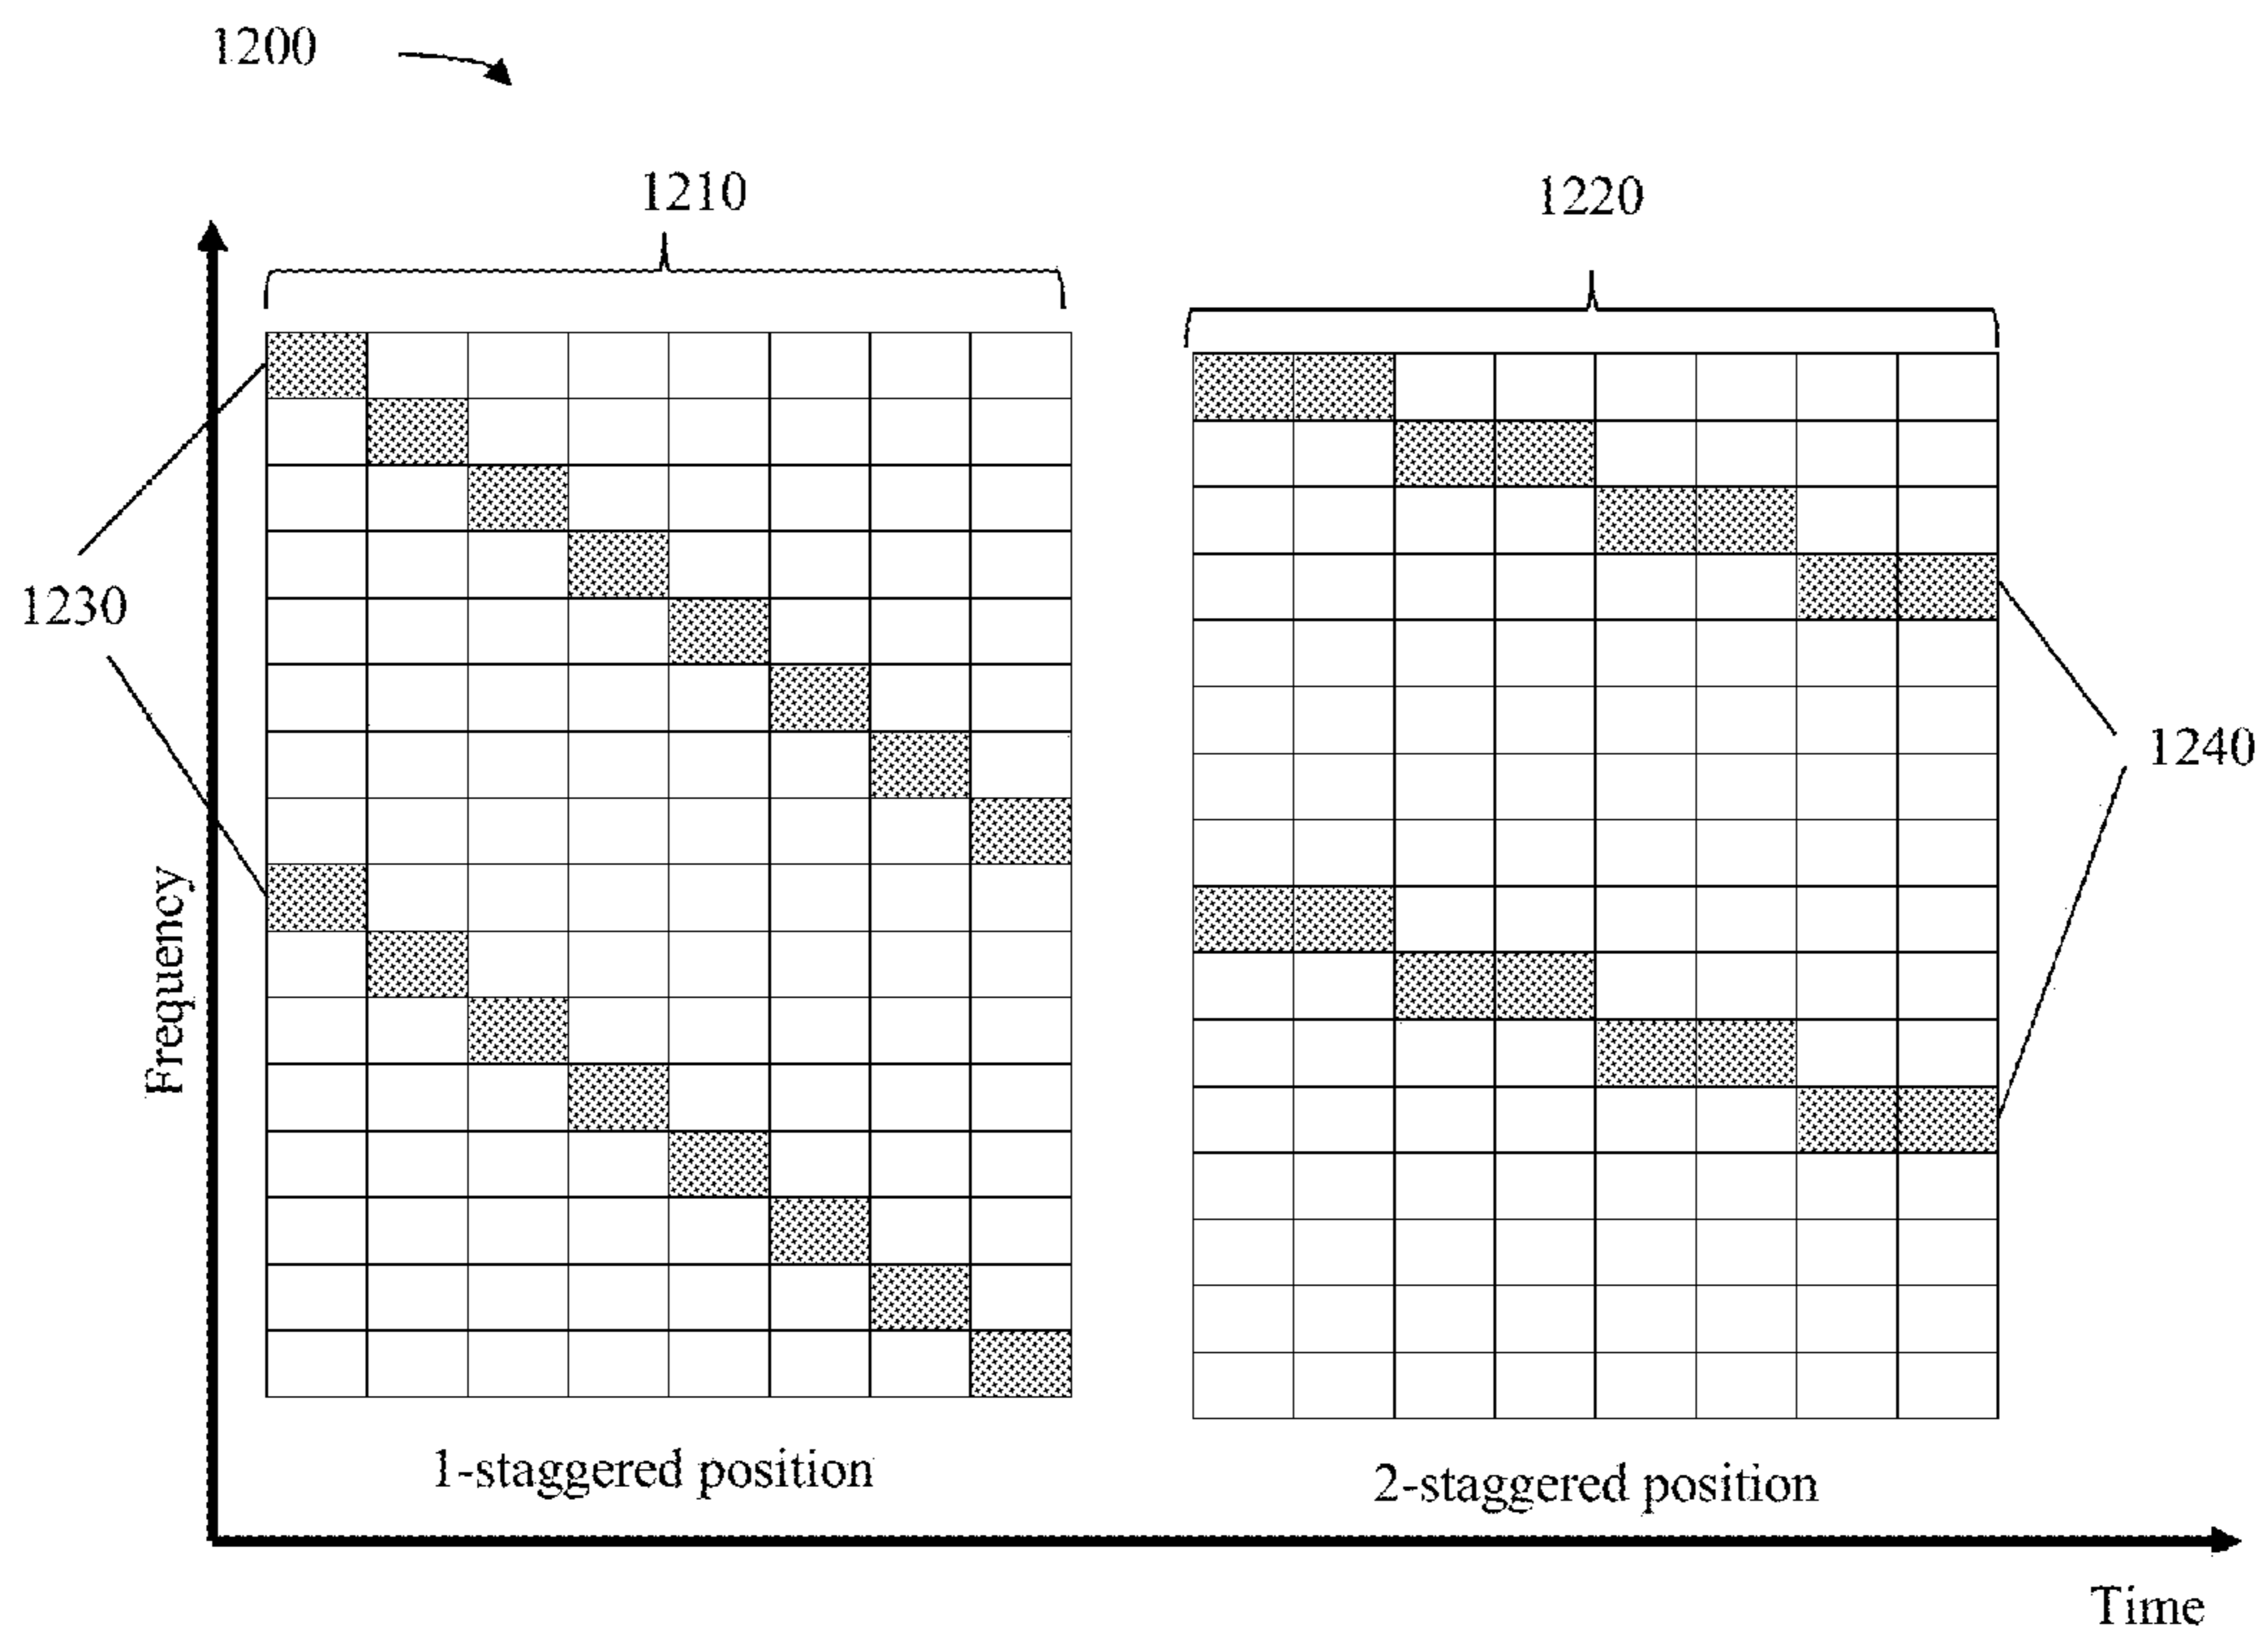 1200
1210
1220
1230
1240
Frequency
1-staggered position
2-staggered position
Time